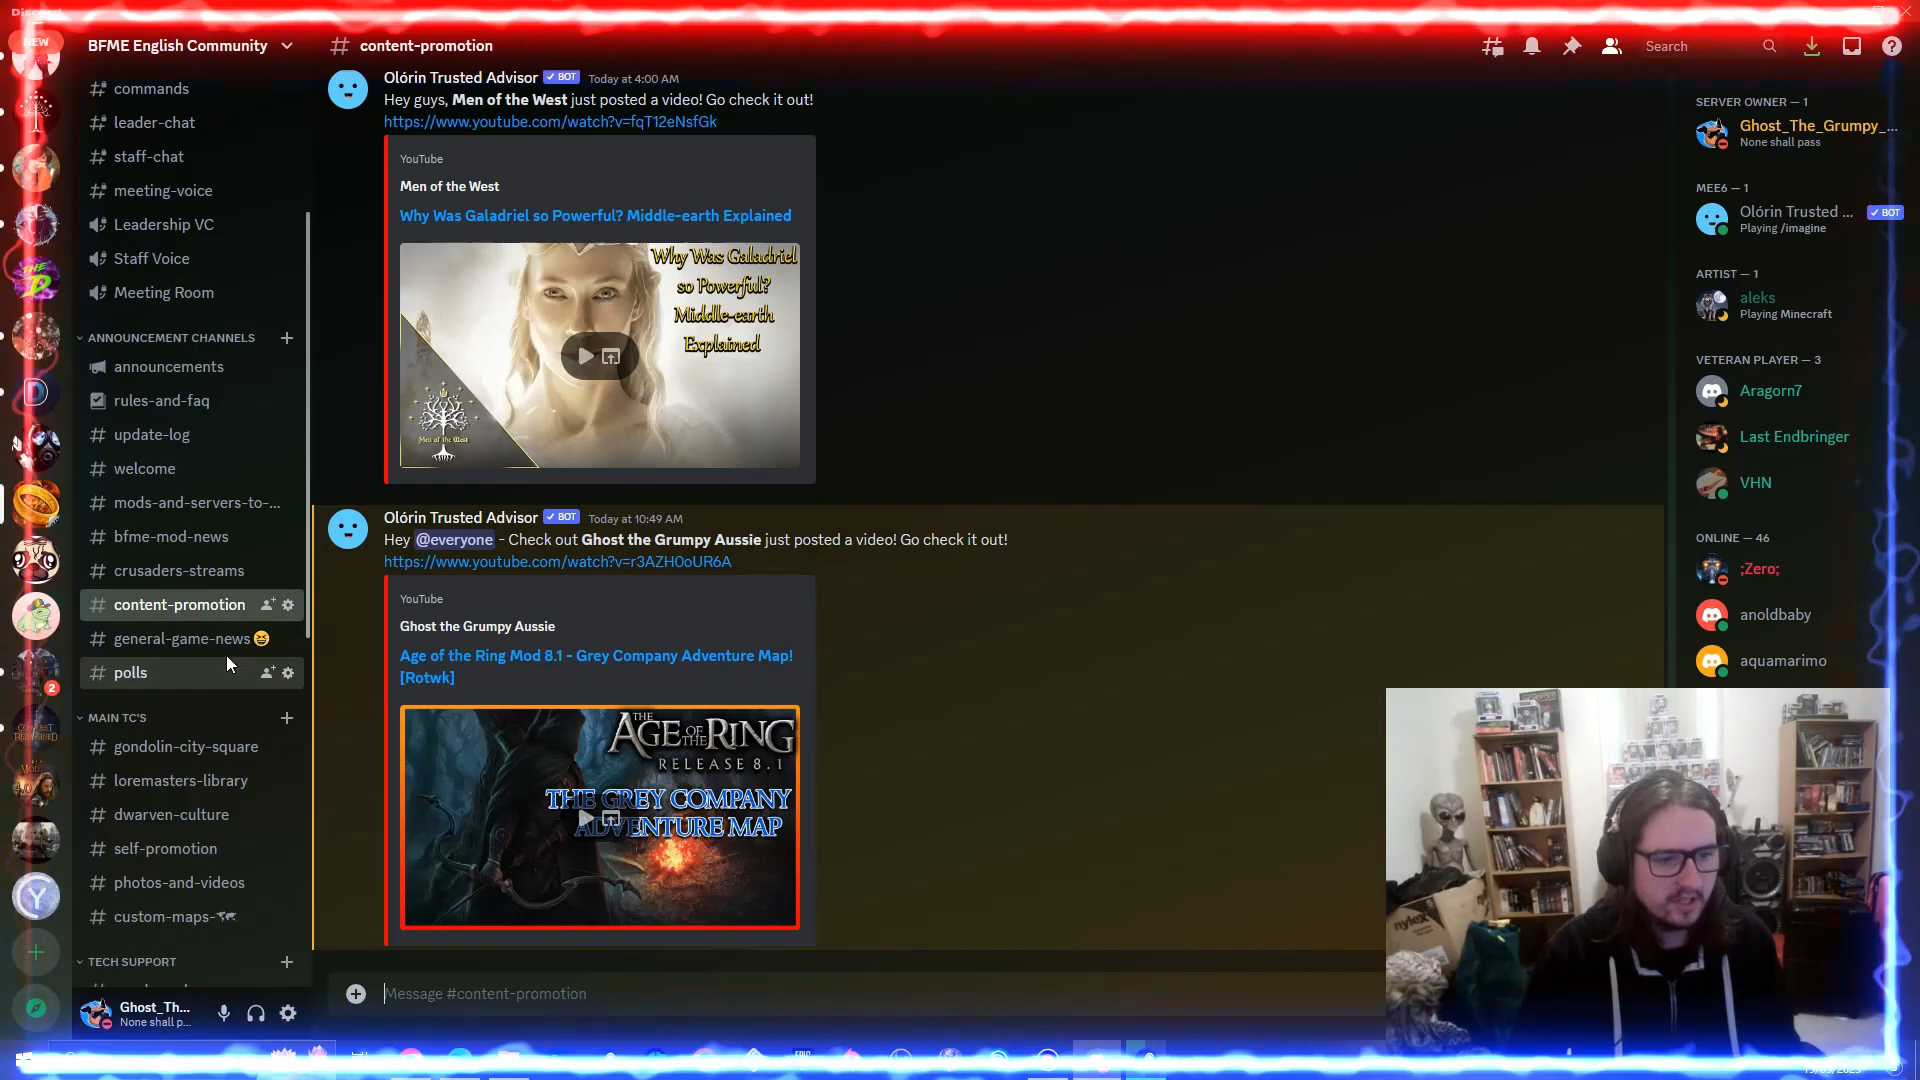 Discord
NEW
BFME English Community
content-promotion
Search
commands
leader-chat
staff-chat
meeting-voice
Leadership VC
Staff Voice
Meeting Room
ANNOUNCEMENT CHANNELS
announcements
rules-and-faq
update-log
welcome
mods-and-servers-to-...
bfme-mod-news
crusaders-streams
content-promotion
general-game-news
polls
MAIN TC'S
gondolin-city-square
loremasters-library
dwarven-culture
self-promotion
photos-and-videos
custom-maps-
TECH SUPPORT
Ghost_Th...
None shall p...
2
Olórin Trusted Advisor BOT Today at 4:00 AM
Hey guys, Men of the West just posted a video! Go check it out!
https://www.youtube.com/watch?v=fqT12eNsfGk
YouTube
Men of the West
Why Was Galadriel so Powerful? Middle-earth Explained
Why Was Galadriel
so Powerful?
Middle-earth
Explained
Men of the West
Olórin Trusted Advisor BOT Today at 10:49 AM
Hey @everyone - Check out Ghost the Grumpy Aussie just posted a video! Go check it out!
https://www.youtube.com/watch?v=r3AZH0oUR6A
YouTube
Ghost the Grumpy Aussie
Age of the Ring Mod 8.1 - Grey Company Adventure Map!
[Rotwk]
THE AGE OF THE RING
RELEASE 8.1
THE GREY COMPANY
ADVENTURE MAP
Message #content-promotion
SERVER OWNER — 1
Ghost_The_Grumpy_...
None shall pass
MEE6 — 1
Olórin Trusted ... BOT
Playing /imagine
ARTIST — 1
aleks
Playing Minecraft
VETERAN PLAYER — 3
Aragorn7
Last Endbringer
VHN
ONLINE — 46
;Zero;
anoldbaby
aquamarimo
nylex